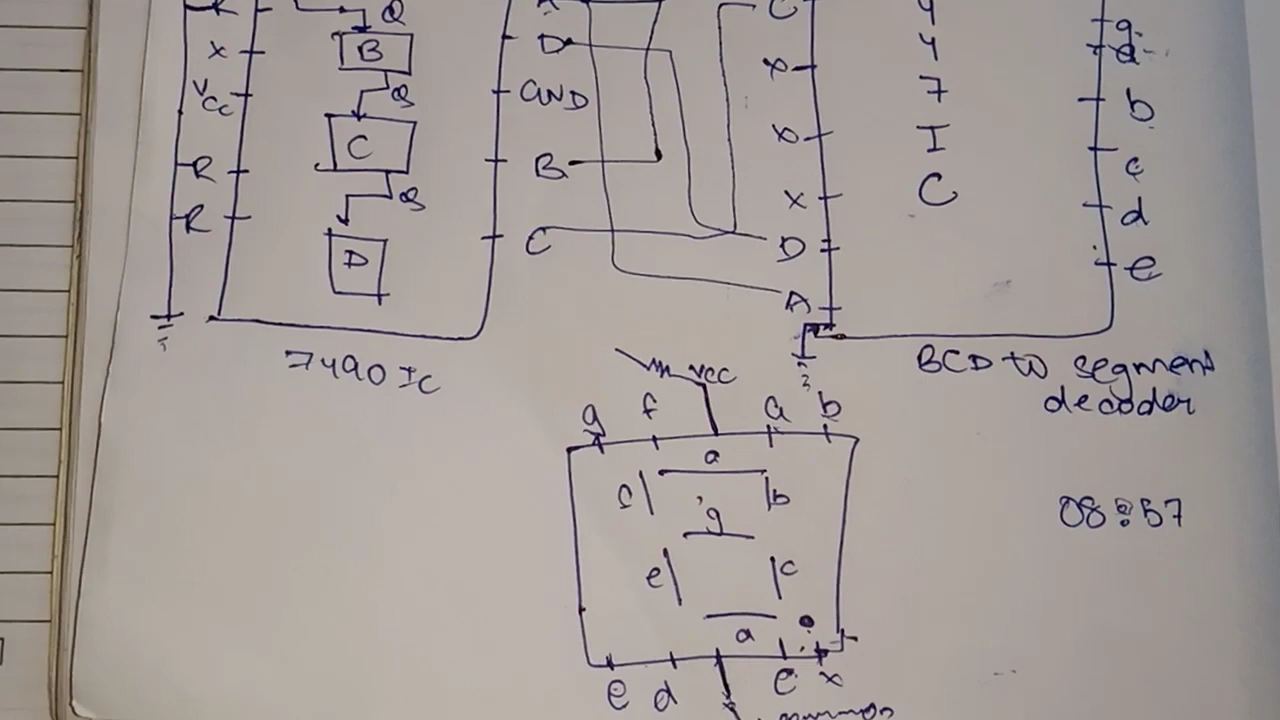 R
Q
A
C
4
g
x
B
D
x
4
a
Vcc
Q
GND
7
b
C
x
I
R
B
c
Q
x
C
R
d
D
C
D
e
A
7490 IC
BCD to segment
decoder
Vcc
g f a b
a
f b
g
08:57
e c
a
e d c x